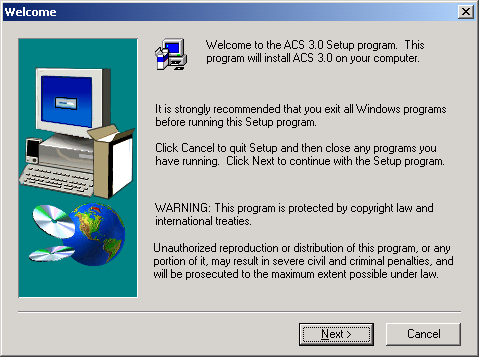 Welcome
Welcome to the ACS 3.0 Setup program. This
program will install ACS 3.0 on your computer.
It is strongly recommended that you exit all Windows programs
before running this Setup program.
Click Cancel to quit Setup and then close any programs you
have running. Click Next to continue with the Setup program.
WARNING: This program is protected by copyright law and
international treaties.
Unauthorized reproduction or distribution of this program, or any
portion of it, may result in severe civil and criminal penalties, and
will be prosecuted to the maximum extent possible under law.
Next >
Cancel